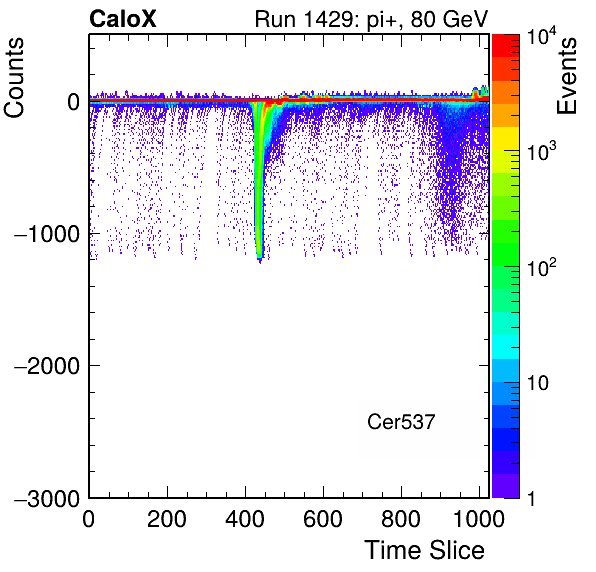 CaloX Run 1429: pi+, 80 GeV
Counts
Events
0
−1000
−2000
−3000
0 200 400 600 800 1000
Time Slice
Cer537
10^4
10^3
10^2
10
1